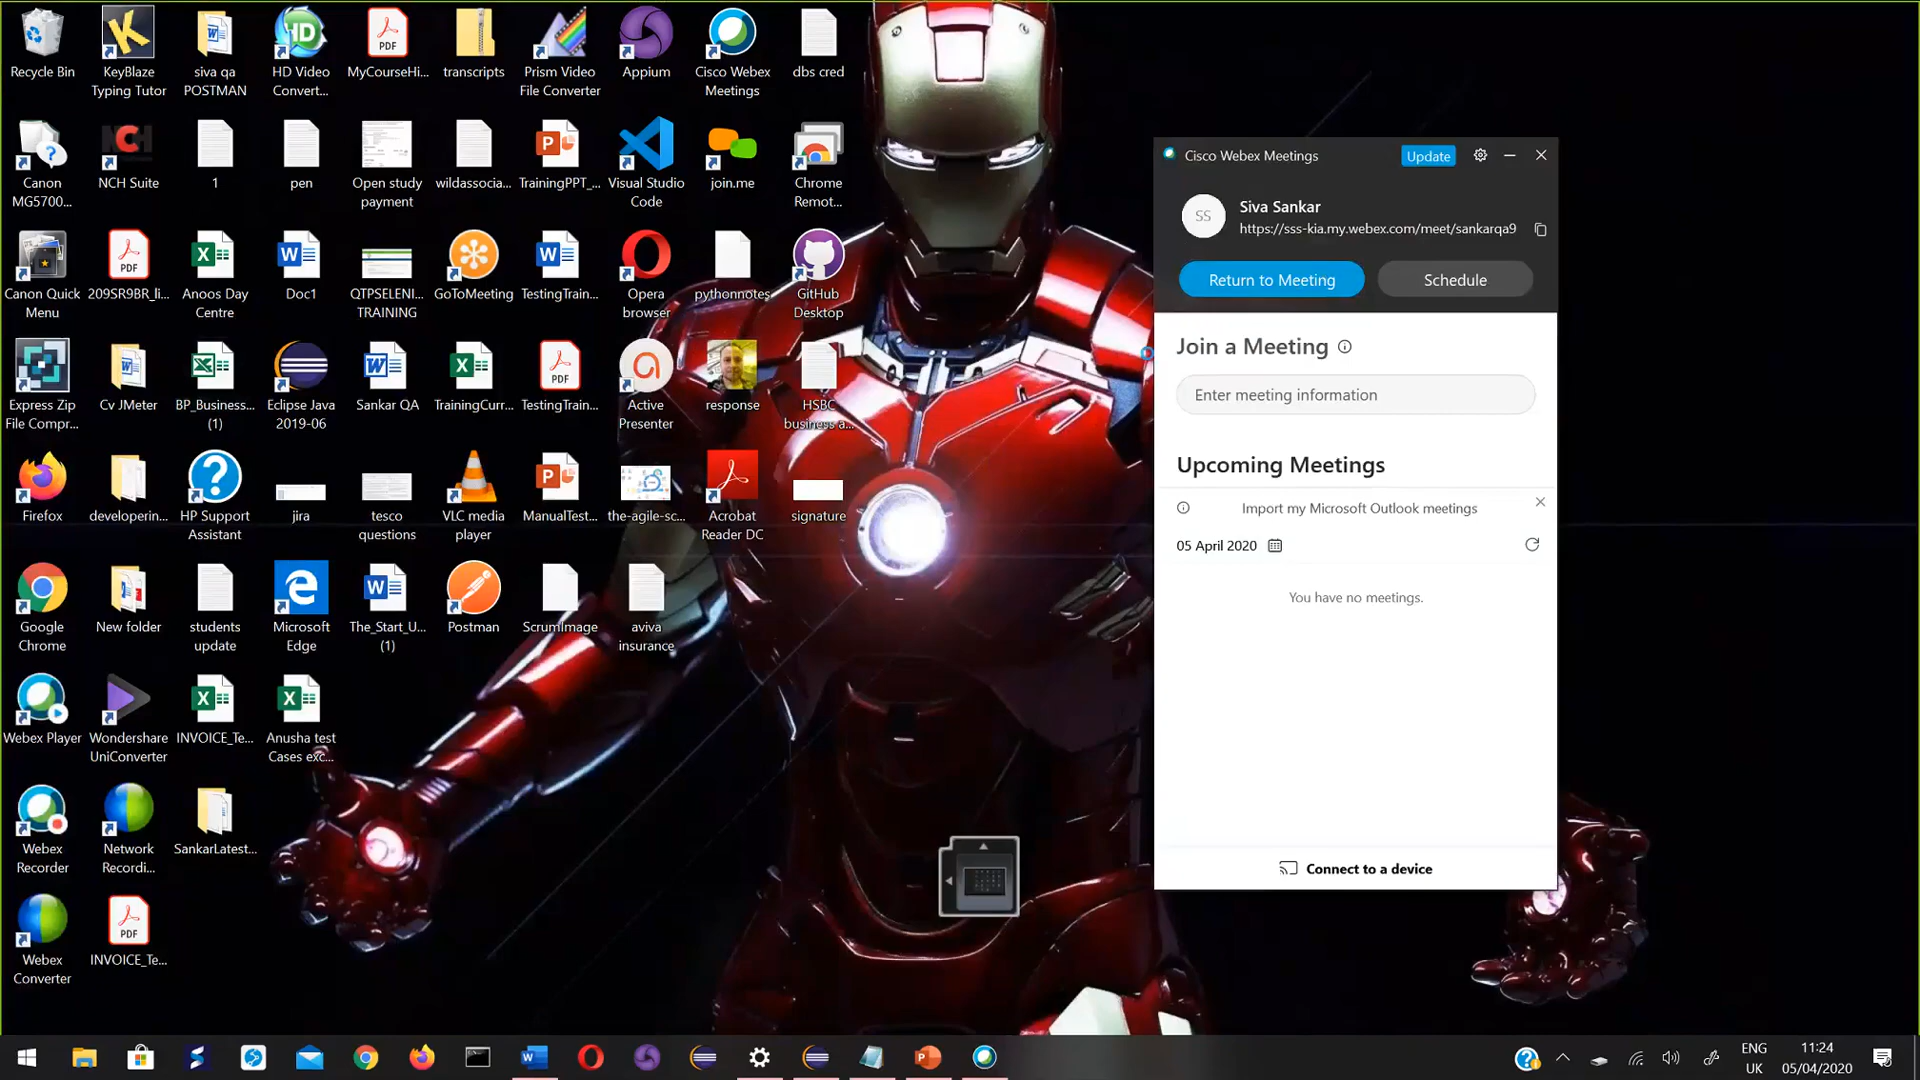 Recycle Bin
KeyBlaze
Typing Tutor
siva qa
POSTMAN
HD Video
Convert...
MyCourseHi...
transcripts
Prism Video
File Converter
Appium
Cisco Webex
Meetings
dbs cred
Canon
MG5700...
NCH Suite
1
pen
Open study
payment
wildassocia...
TrainingPPT_...
Visual Studio
Code
join.me
Chrome
Remot...
Canon Quick
Menu
209SR9BR_li...
Anoos Day
Centre
Doc1
QTPSELENI...
TRAINING
GoToMeeting
TestingTrain...
Opera
browser
pythonnotes
GitHub
Desktop
Express Zip
File Compr...
Cv JMeter
BP_Business...
(1)
Eclipse Java
2019-06
Sankar QA
TrainingCurr...
TestingTrain...
Active
Presenter
response
HSBC
business a...
Firefox
developerin...
HP Support
Assistant
jira
tesco
questions
VLC media
player
ManualTest...
the-agile-sc...
Acrobat
Reader DC
signature
Google
Chrome
New folder
students
update
Microsoft
Edge
The_Start_U...
(1)
Postman
ScrumImage
aviva
insurance
Webex Player
Wondershare
UniConverter
INVOICE_Te...
Anusha test
Cases exc...
Webex
Recorder
Network
Recordi...
SankarLatest...
Webex
Converter
INVOICE_Te...
Cisco Webex Meetings
Update
SS
Siva Sankar
https://sss-kia.my.webex.com/meet/sankarqa9
Return to Meeting
Schedule
Join a Meeting
Enter meeting information
Upcoming Meetings
Import my Microsoft Outlook meetings
05 April 2020
You have no meetings.
Connect to a device
ENG
UK
11:24
05/04/2020